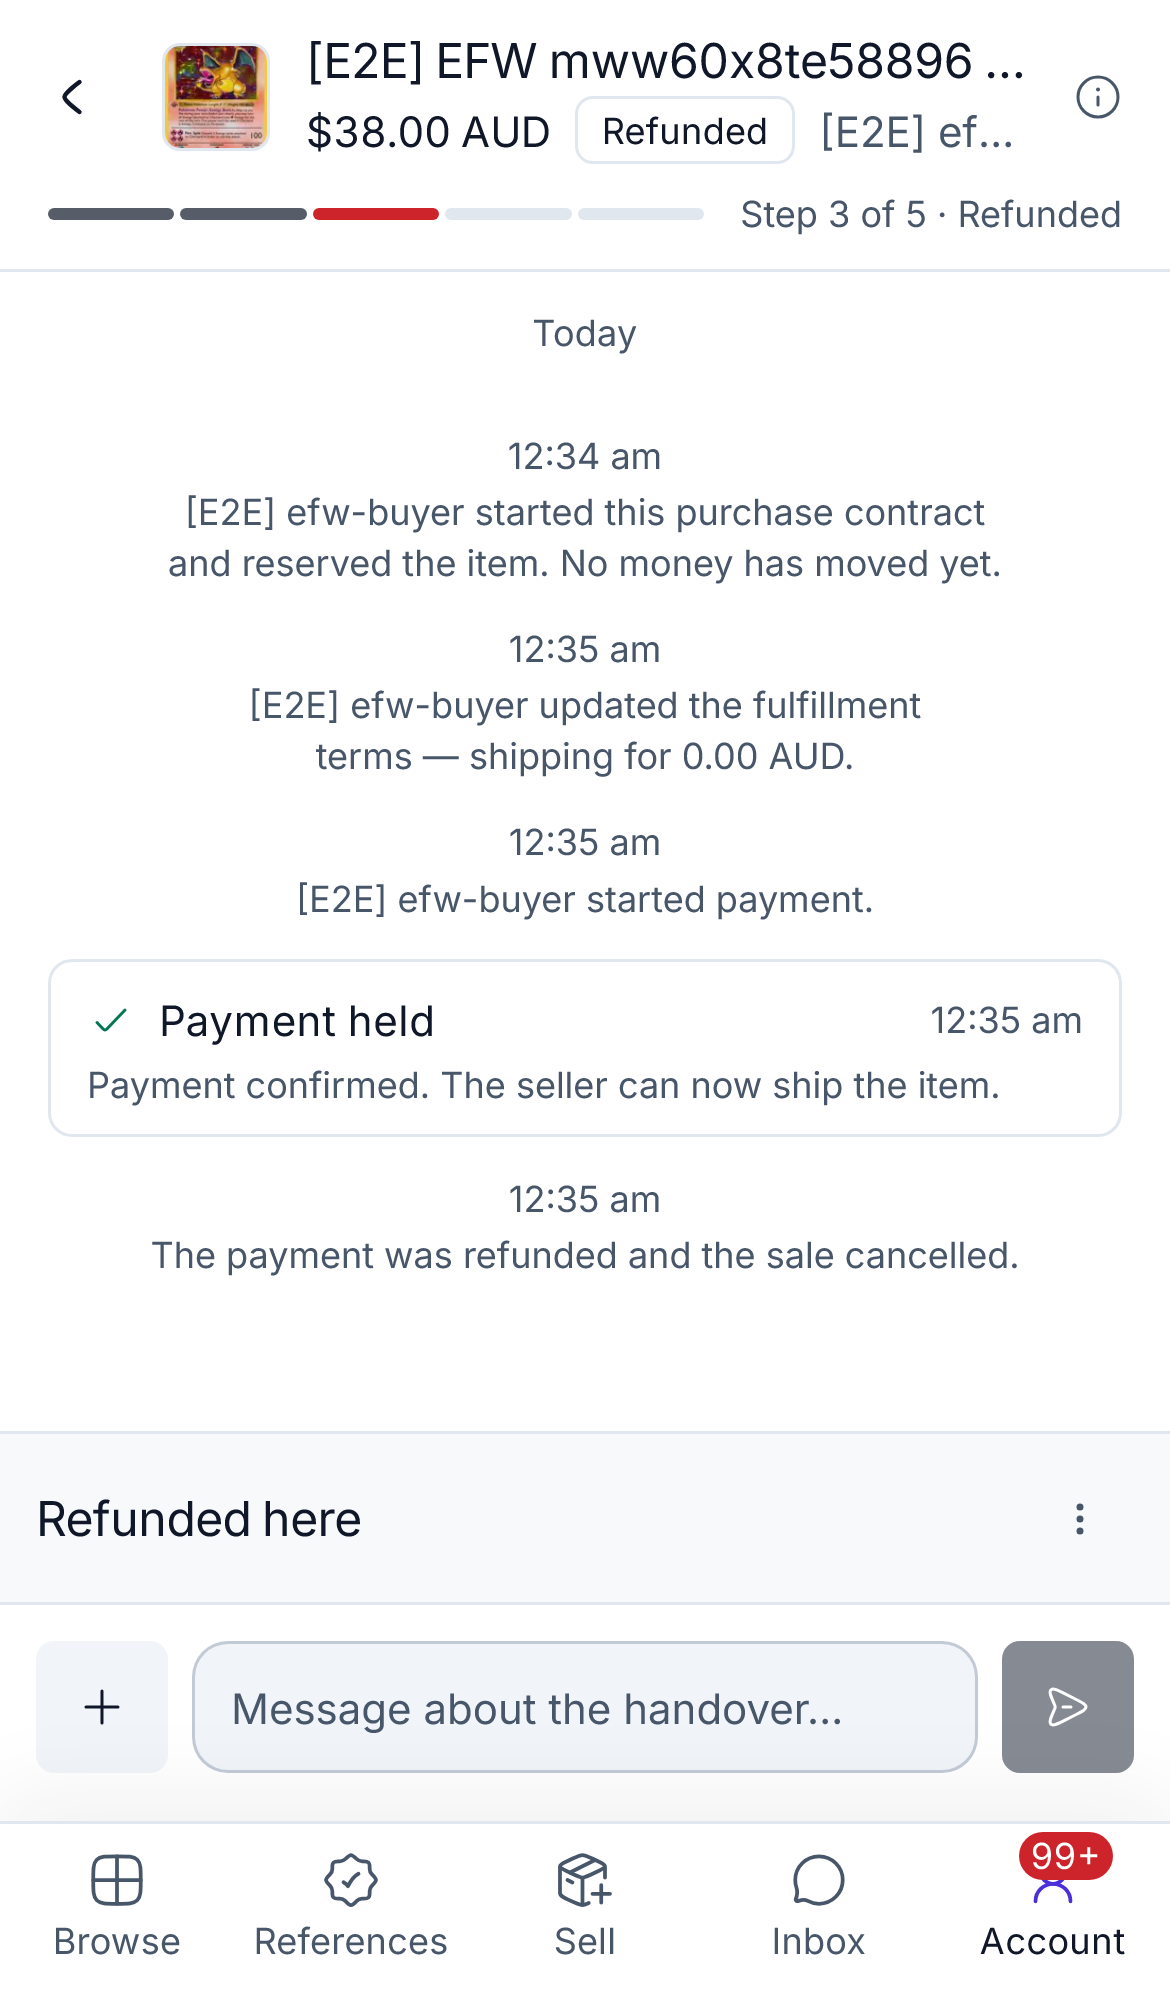 [E2E] EFW mww60x8te58896 ...
$38.00 AUD Refunded [E2E] ef...
Step 3 of 5 · Refunded
Today
12:34 am
[E2E] efw-buyer started this purchase contract
and reserved the item. No money has moved yet.
12:35 am
[E2E] efw-buyer updated the fulfillment
terms — shipping for 0.00 AUD.
12:35 am
[E2E] efw-buyer started payment.
Payment held 12:35 am
Payment confirmed. The seller can now ship the item.
12:35 am
The payment was refunded and the sale cancelled.
Refunded here
Message about the handover...
99+
Browse References Sell Inbox Account